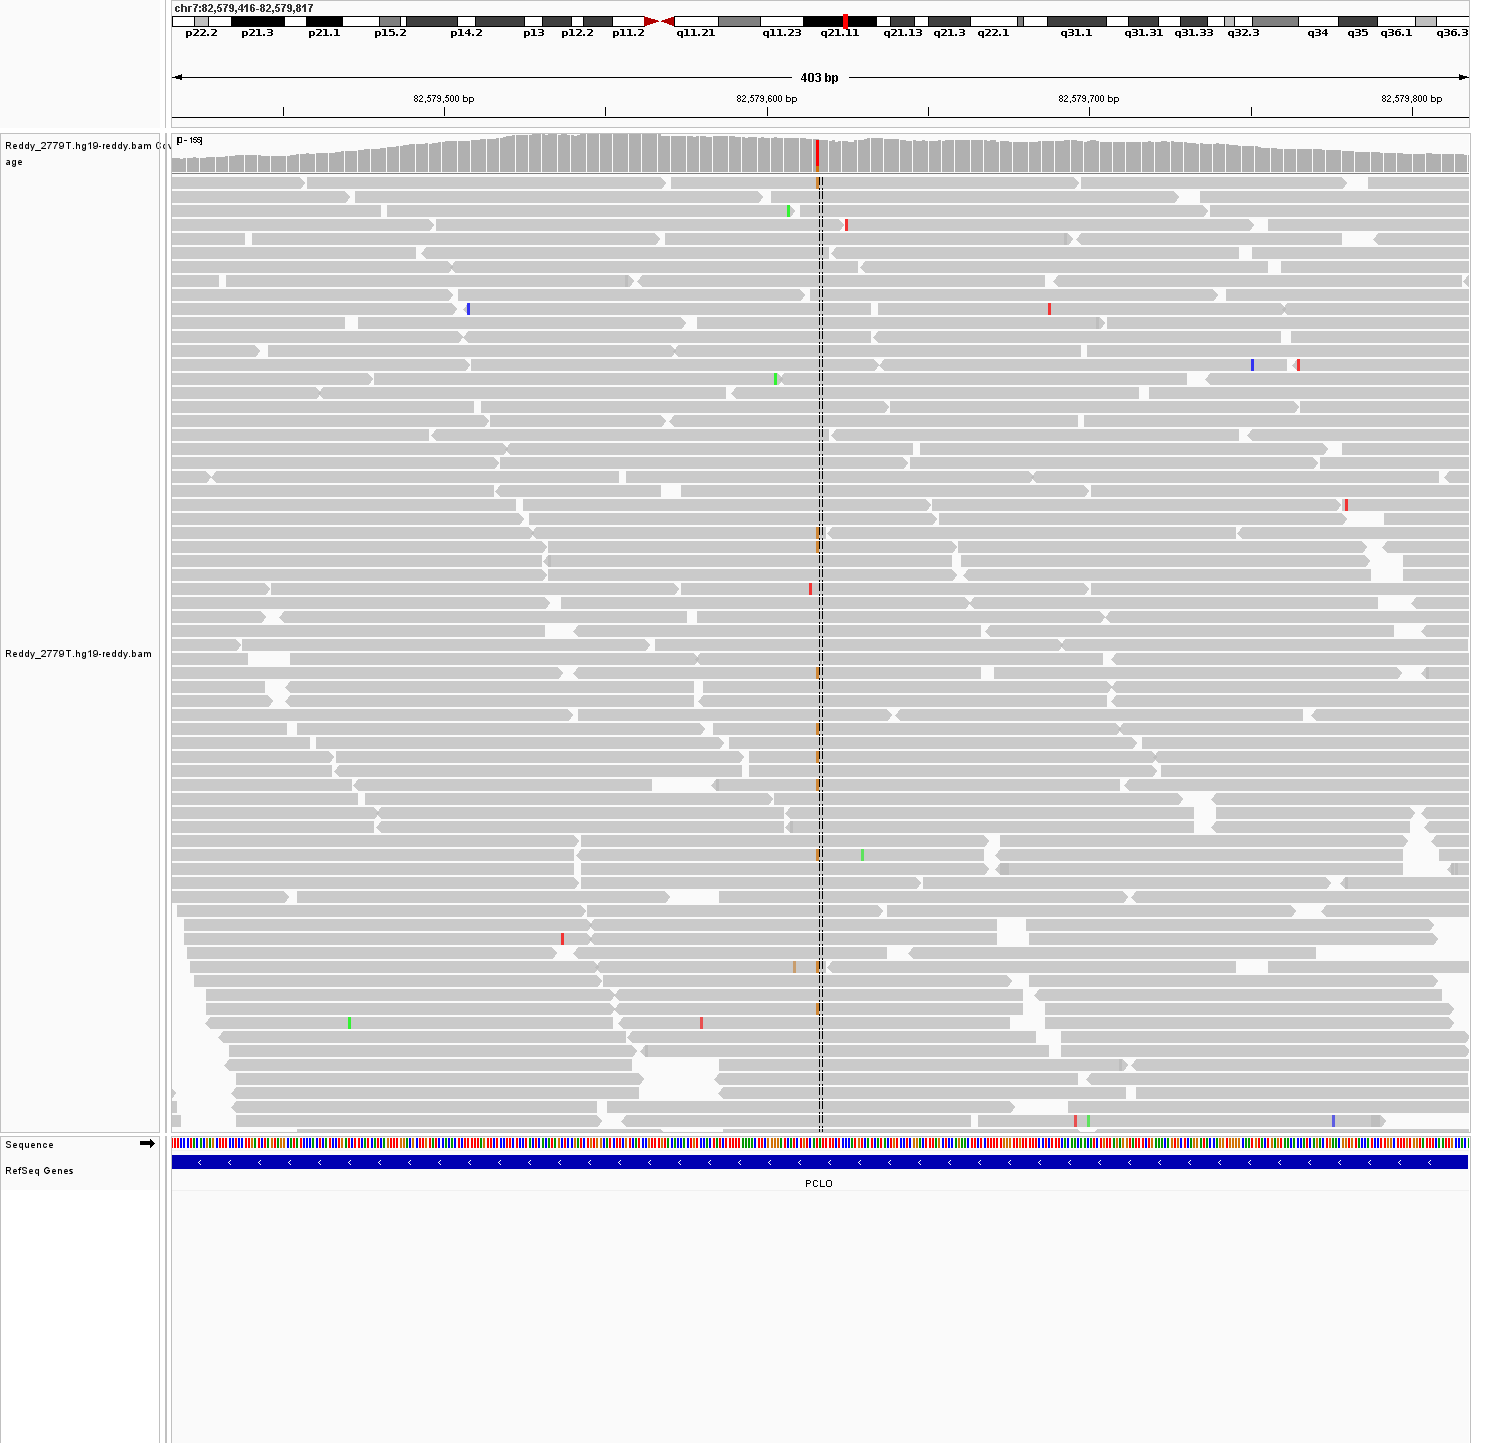 chr7:82,579,416-82,579,817
p22.2 p21.3 p21.1 p15.2 p14.2 p13 p12.2 p11.2 q11.21 q11.23 q21.11 q21.13 q21.3 q22.1 q31.1 q31.31 q31.33 q32.3 q34 q35 q36.1 q36.3
403 bp
82,579,500 bp 82,579,600 bp 82,579,700 bp 82,579,800 bp
Reddy_2779T.hg19-reddy.bam Cov
age
[0 - 155]
Reddy_2779T.hg19-reddy.bam
Sequence
RefSeq Genes
PCLO